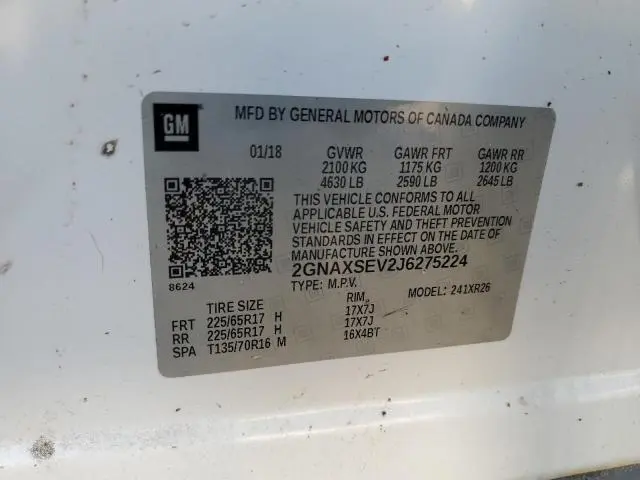 GM
MFD BY GENERAL MOTORS OF CANADA COMPANY
01/18 GVWR GAWR FRT GAWR RR
2100 KG 1175 KG 1200 KG
4630 LB 2590 LB 2645 LB
THIS VEHICLE CONFORMS TO ALL
APPLICABLE U.S. FEDERAL MOTOR
VEHICLE SAFETY AND THEFT PREVENTION
STANDARDS IN EFFECT ON THE DATE OF
MANUFACTURE SHOWN ABOVE.
8624
2GNAXSEV2J6275224
TYPE: M.P.V. MODEL: 241XR26
TIRE SIZE RIM
FRT 225/65R17 H 17X7J
RR 225/65R17 H 17X7J
SPA T135/70R16 M 16X4BT